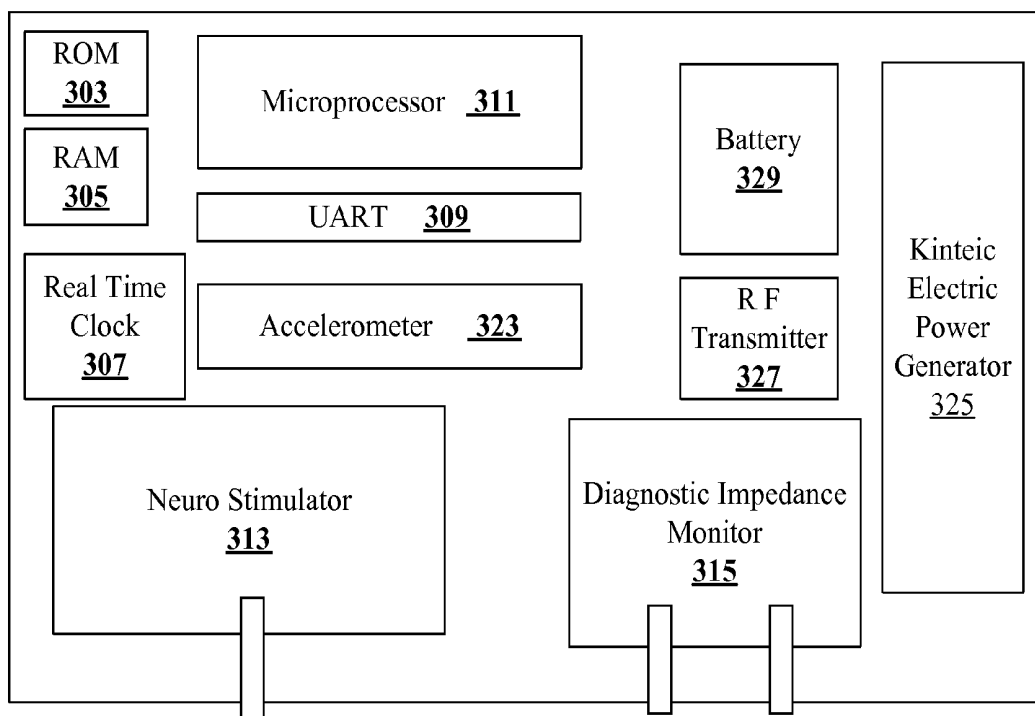 ROM
303
RAM
305
Real Time
Clock
307
Microprocessor 311
UART 309
Accelerometer 323
Battery
329
R F
Transmitter
327
Kinteic
Electric
Power
Generator
325
Neuro Stimulator
313
Diagnostic Impedance
Monitor
315